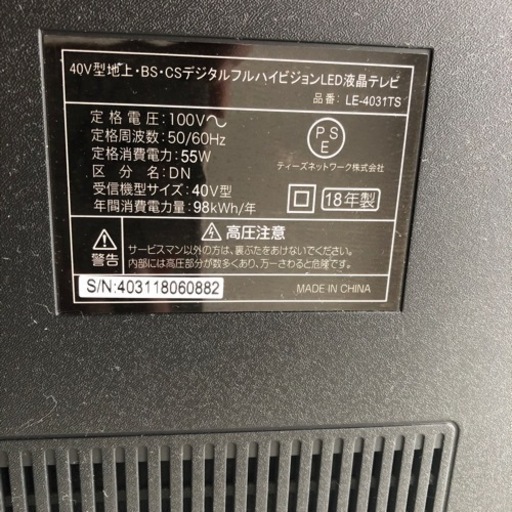 40V型地上・BS・CSデジタルフルハイビジョンLED液晶テレビ
品番: LE-4031TS
定格電圧:100V～
定格周波数:50/60Hz
定格消費電力:55W
区分名:DN
受信機型サイズ:40V型
年間消費電力量:98kWh/年
PSE
ティーズネットワーク株式会社
18年製
警告
高圧注意
サービスマン以外の方は、裏ぶたをあけないでください。
内部には高圧部分が数多くあり、万一さわると危険です。
S/N:403118060882
MADE IN CHINA